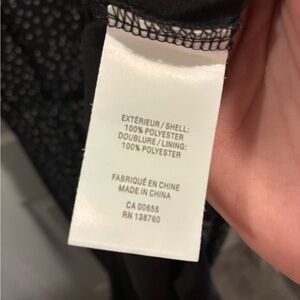 EXTÉRIEUR / SHELL:
100% POLYESTER
DOUBLURE / LINING:
100% POLYESTER
FABRIQUÉ EN CHINE
MADE IN CHINA
CA 00655
RN 138760